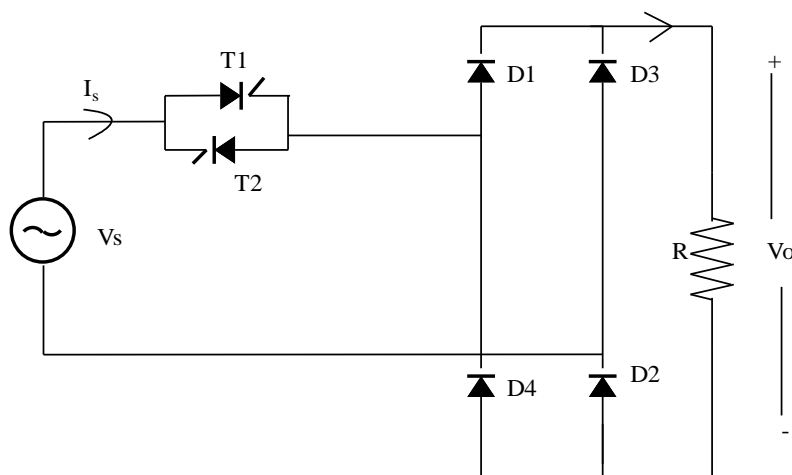 T1
D1
D3
+
Is
T2
Vs
R
Vo
D4
D2
-